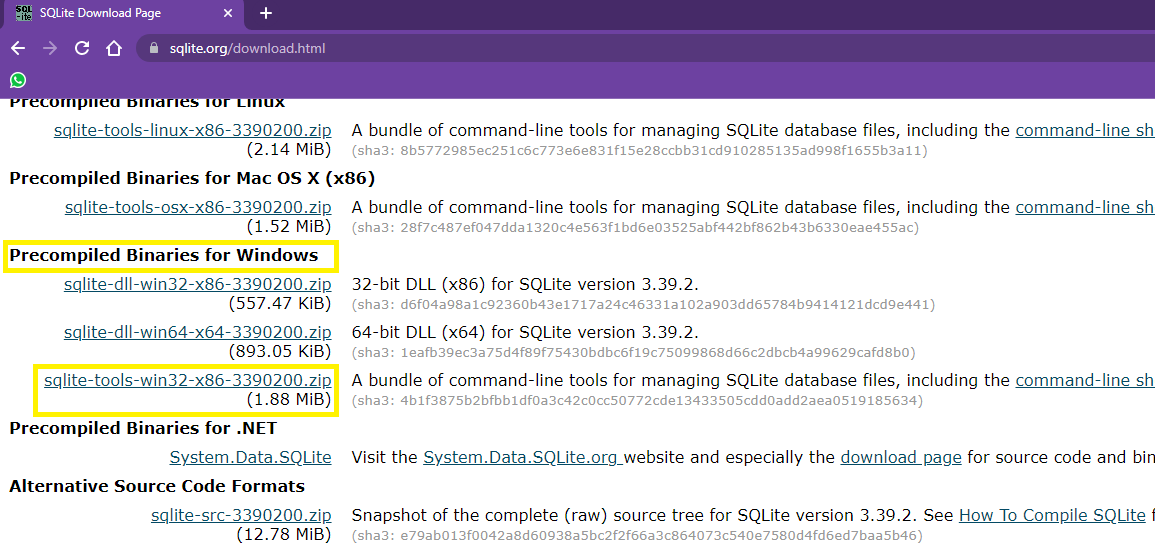 SQLite Download Page
sqlite.org/download.html
Precompiled Binaries for Linux
sqlite-tools-linux-x86-3390200.zip A bundle of command-line tools for managing SQLite database files, including the command-line sh
(2.14 MiB) (sha3: 8b5772985ec251c6c773e6e831f15e28ccbb31cd910285135ad998f1655b3a11)
Precompiled Binaries for Mac OS X (x86)
sqlite-tools-osx-x86-3390200.zip A bundle of command-line tools for managing SQLite database files, including the command-line sh
(1.52 MiB) (sha3: 28f7c487ef047dda1320c4e563f1bd6e03525abf442bf862b43b6330eae455ac)
Precompiled Binaries for Windows
sqlite-dll-win32-x86-3390200.zip 32-bit DLL (x86) for SQLite version 3.39.2.
(557.47 KiB) (sha3: d6f04a98a1c92360b43e1717a24c46331a102a903dd65784b9414121dcd9e441)
sqlite-dll-win64-x64-3390200.zip 64-bit DLL (x64) for SQLite version 3.39.2.
(893.05 KiB) (sha3: 1eafb39ec3a75d4f89f75430bdbc6f19c75099868d66c2dbcb4a99629cafd8b0)
sqlite-tools-win32-x86-3390200.zip A bundle of command-line tools for managing SQLite database files, including the command-line sh
(1.88 MiB) (sha3: 4b1f3875b2bfbb1df0a3c42c0cc50772cde13433505cdd0add2aea0519185634)
Precompiled Binaries for .NET
System.Data.SQLite Visit the System.Data.SQLite.org website and especially the download page for source code and bin
Alternative Source Code Formats
sqlite-src-3390200.zip Snapshot of the complete (raw) source tree for SQLite version 3.39.2. See How To Compile SQLite f
(12.78 MiB) (sha3: e79ab013f0042a8d60938a5bc2f2f66a3c864073c540e7580d4fd6ed7baa5b46)